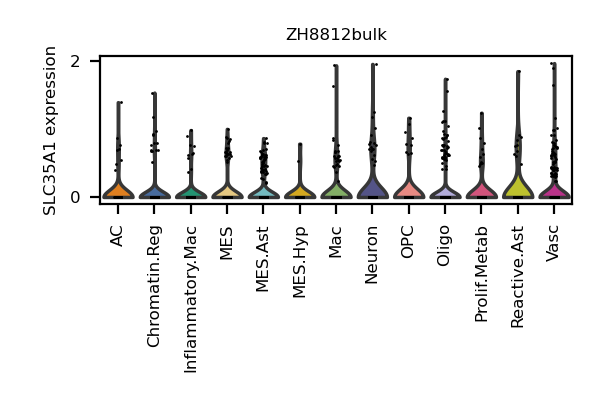 ZH8812bulk
SLC35A1 expression
2
0
AC
Chromatin.Reg
Inflammatory.Mac
MES
MES.Ast
MES.Hyp
Mac
Neuron
OPC
Oligo
Prolif.Metab
Reactive.Ast
Vasc